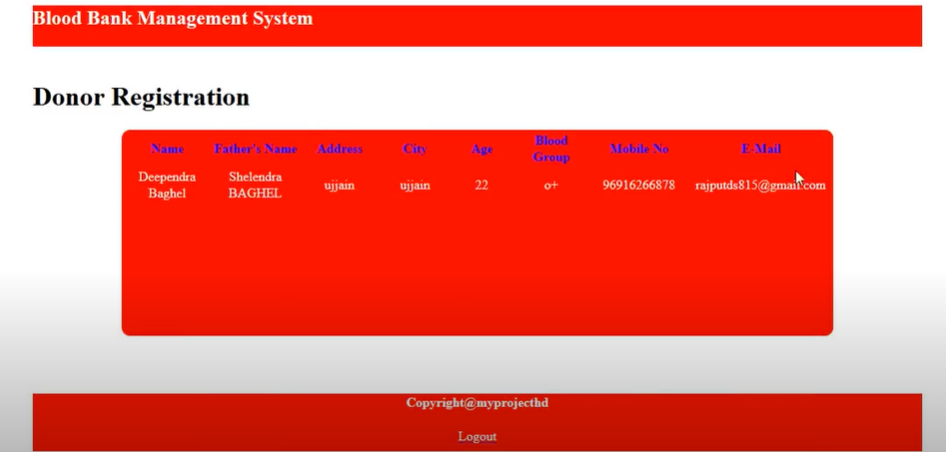 Blood Bank Management System
Donor Registration
Name Father's Name Address City Age Blood Group Mobile No E-Mail
Deependra Baghel Shelendra BAGHEL ujjain ujjain 22 o+ 96916266878 rajputds815@gmail.com
Copyright@myprojecthd
Logout